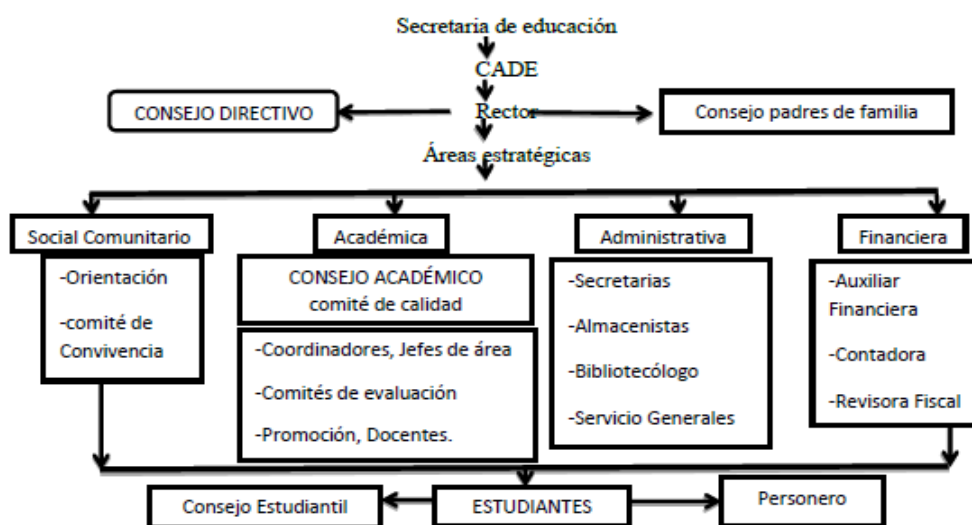 Secretaria de educación
CADE
CONSEJO DIRECTIVO
Rector
Consejo padres de familia
Áreas estratégicas
Social Comunitario
Académica
Administrativa
Financiera
-Orientación
-comité de
Convivencia
CONSEJO ACADÉMICO
comité de calidad
-Coordinadores, Jefes de área
-Comités de evaluación
-Promoción, Docentes.
-Secretarias
-Almacenistas
-Bibliotecólogo
-Servicio Generales
-Auxiliar
Financiera
-Contadora
-Revisora Fiscal
Consejo Estudiantil
ESTUDIANTES
Personero